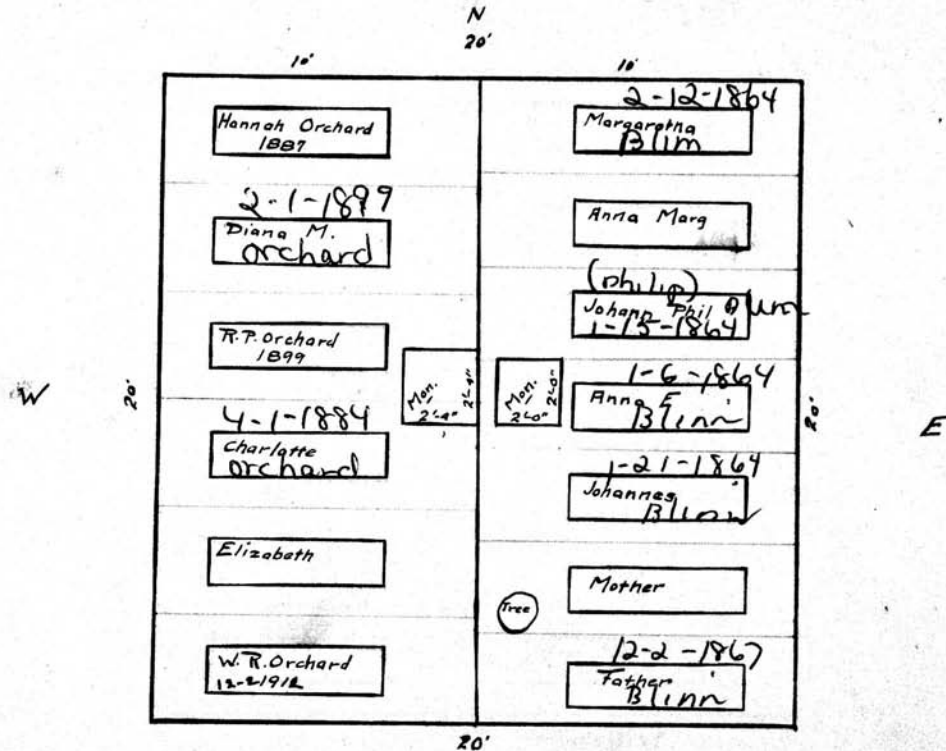 N
20'
10'
10'
Hannah Orchard
1887
2-1-1899
Diana M.
Orchard
R.P. Orchard
1899
4-1-1884
Charlotte
Orchard
Elizabeth
W.R. Orchard
12-2 1912
W
20'
Mon.
2'-4"
2'-4"
Mon.
2'-0"
2'-0"
2-12-1864
Margaretha
Blim
Anna Marg
(Philip)
Johann Phil
1-15-1864
1-6-1864
Anna E
Blinn
1-21-1864
Johannes
Blinn
Mother
Tree
12-2-1867
Father
Blinn
20'
E
20'